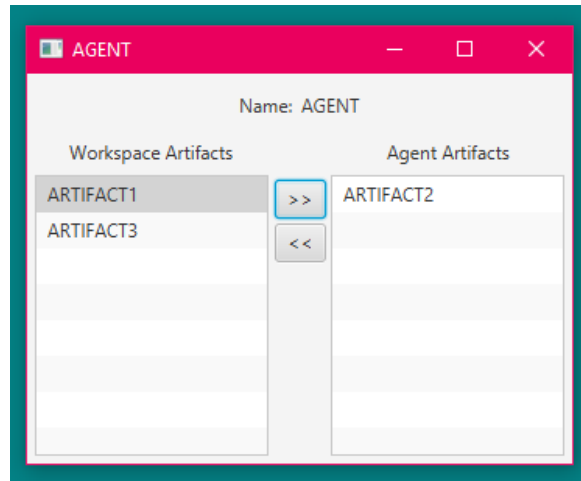 AGENT
Name: AGENT
Workspace Artifacts
Agent Artifacts
ARTIFACT1
ARTIFACT3
>>
<<
ARTIFACT2